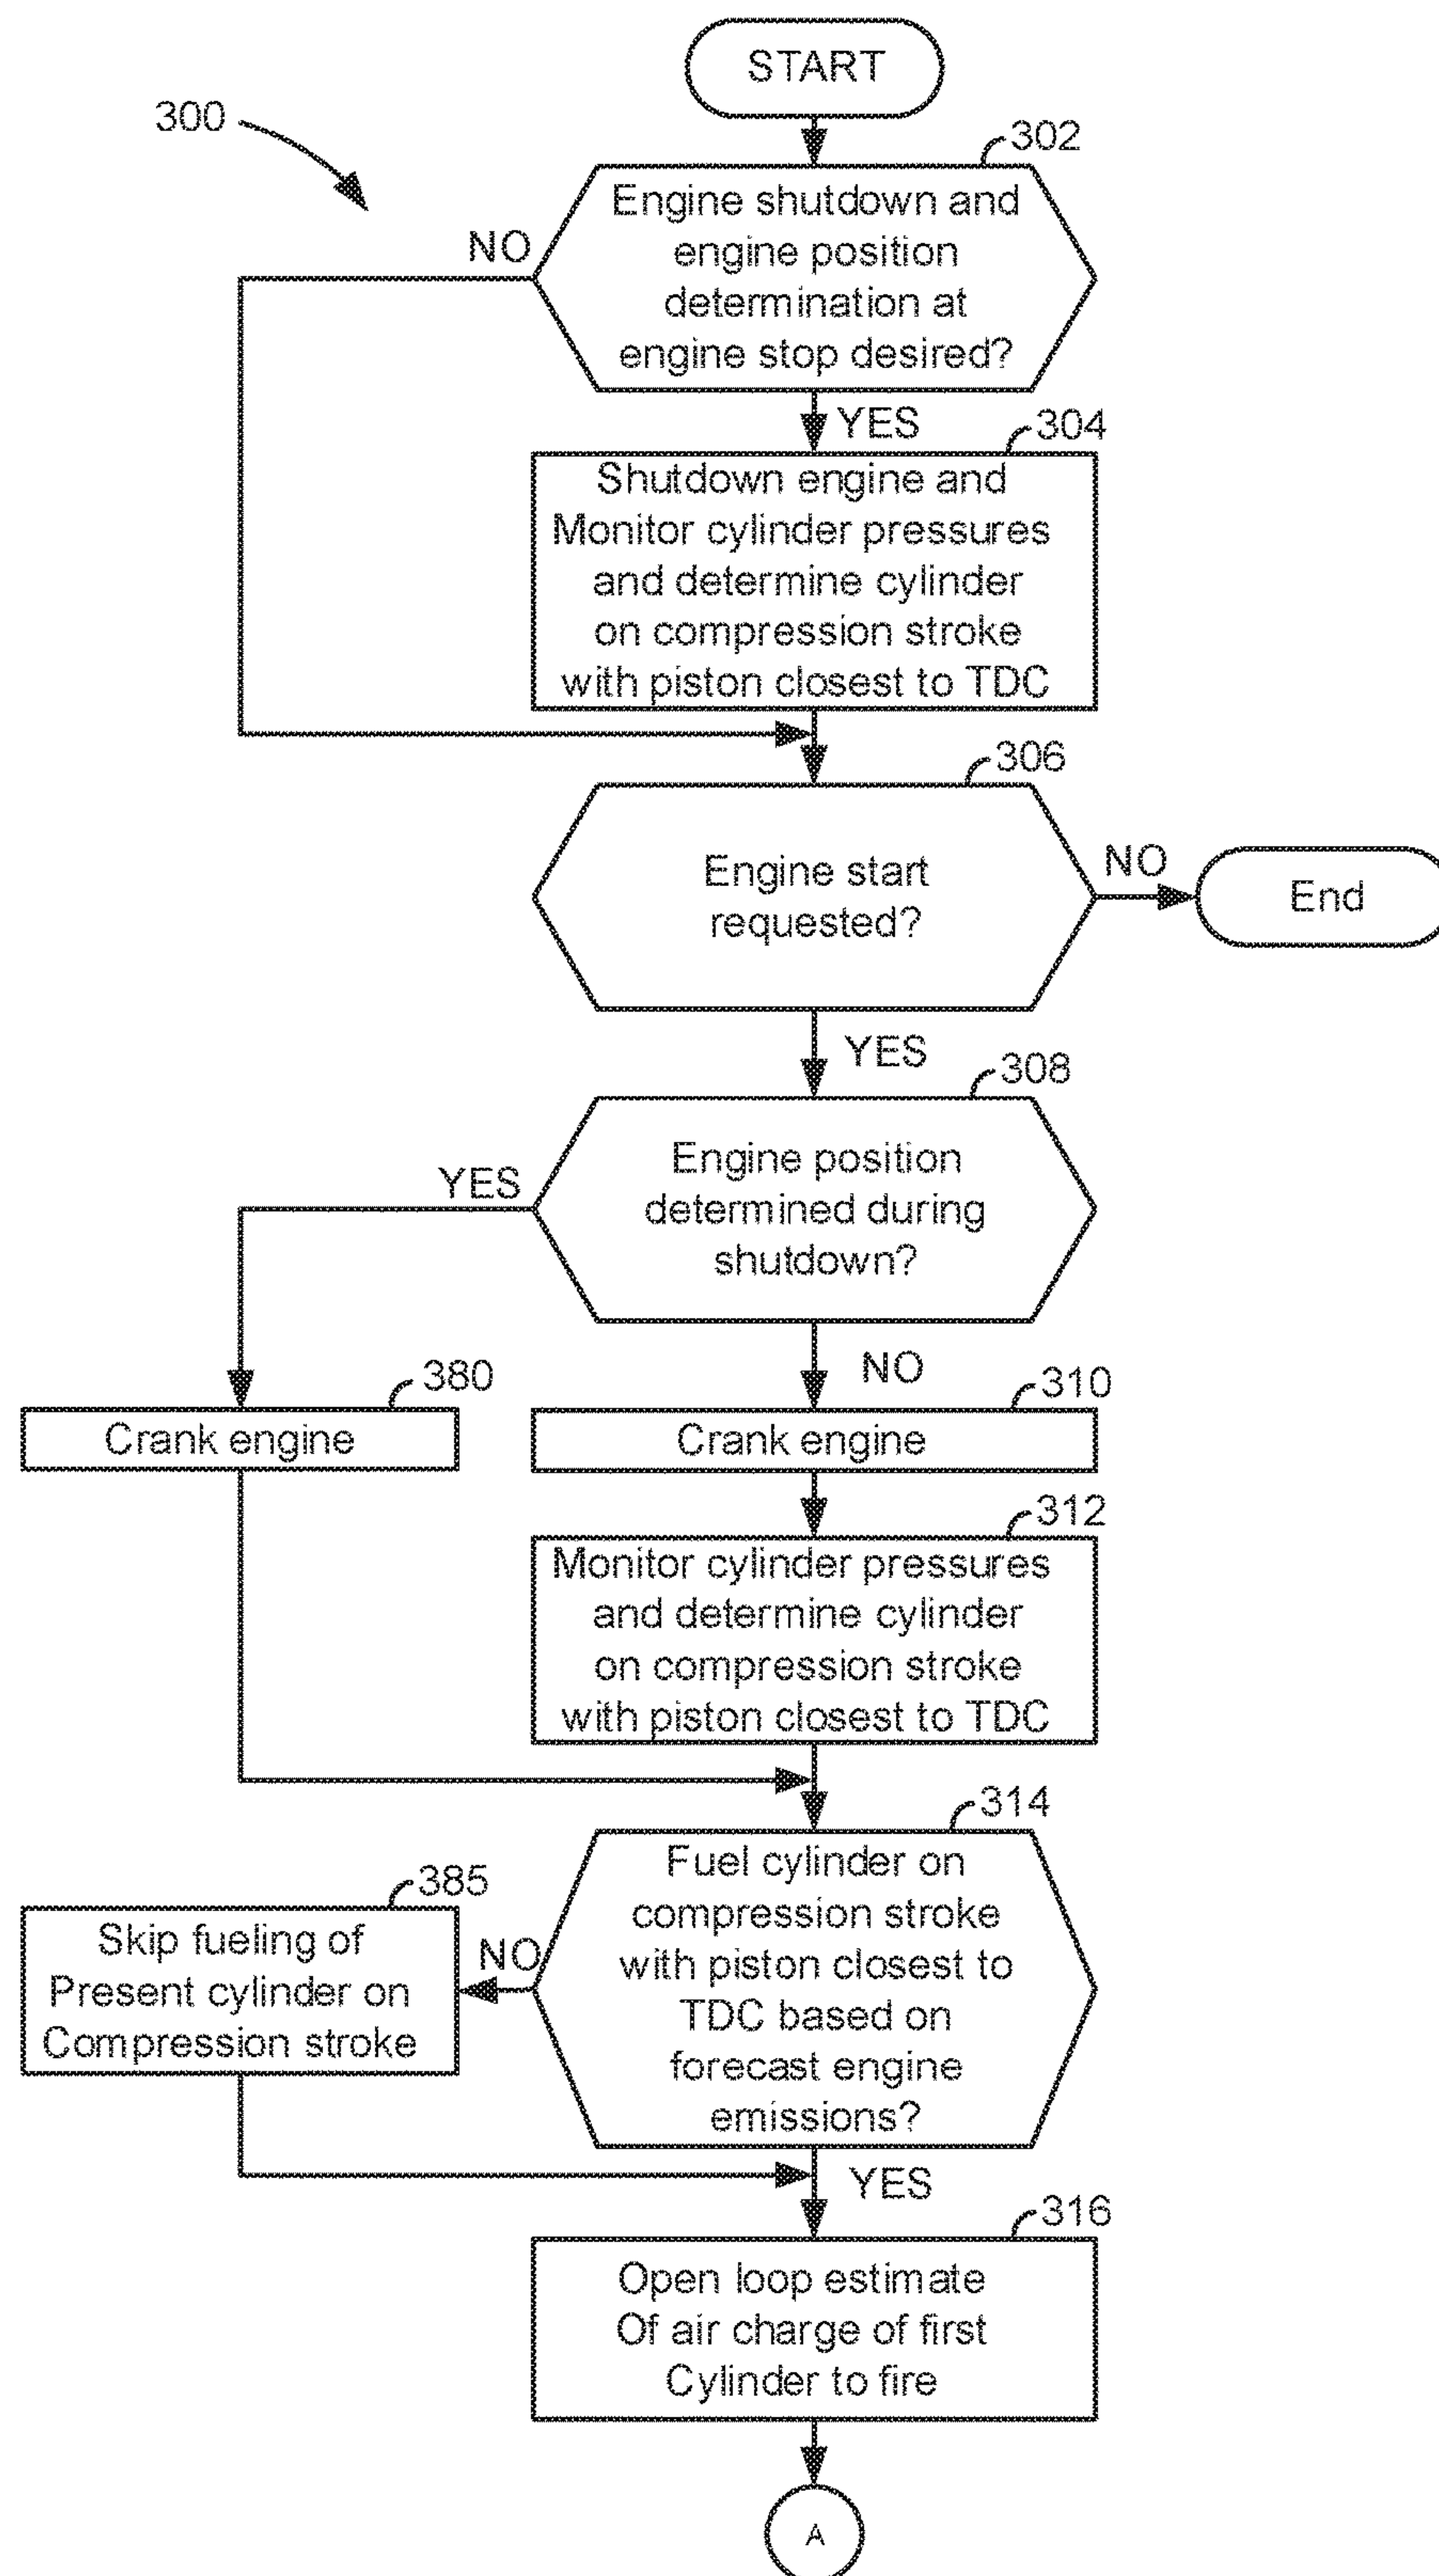 START
300
302
Engine shutdown and
engine position
determination at
engine stop desired?
NO
YES
304
Shutdown engine and
Monitor cylinder pressures
and determine cylinder
on compression stroke
with piston closest to TDC
306
Engine start
requested?
NO
End
YES
308
Engine position
determined during
shutdown?
YES
NO
380
Crank engine
310
Crank engine
312
Monitor cylinder pressures
and determine cylinder
on compression stroke
with piston closest to TDC
314
Fuel cylinder on
compression stroke
with piston closest to
TDC based on
forecast engine
emissions?
385
Skip fueling of
Present cylinder on
Compression stroke
NO
YES
316
Open loop estimate
Of air charge of first
Cylinder to fire
A